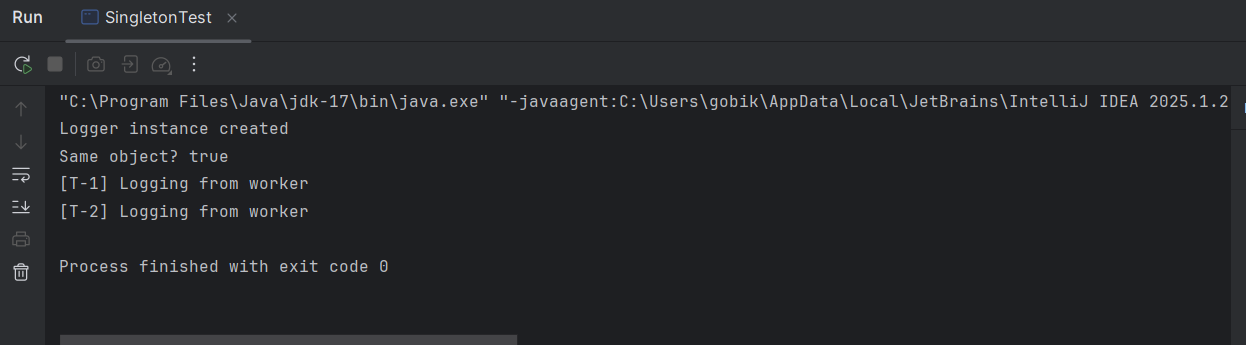 Run SingletonTest
"C:\Program Files\Java\jdk-17\bin\java.exe" "-javaagent:C:\Users\gobik\AppData\Local\JetBrains\IntelliJ IDEA 2025.1.2
Logger instance created
Same object? true
[T-1] Logging from worker
[T-2] Logging from worker
Process finished with exit code 0